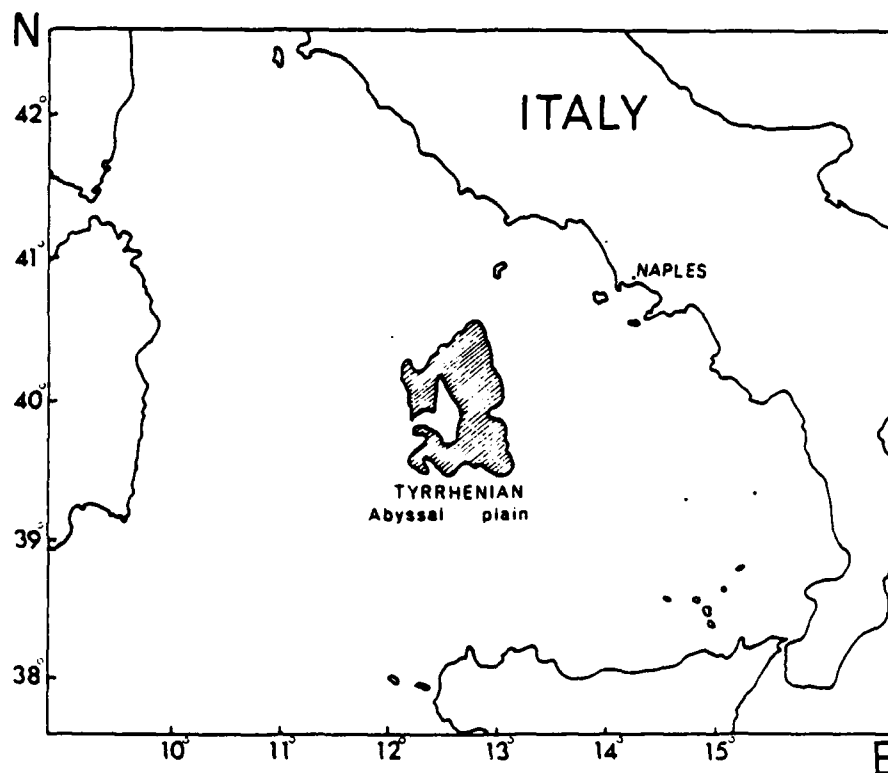 N
42°
ITALY
41°
NAPLES
40°
TYRRHENIAN
Abyssal plain
39°
38°
10° 11° 12° 13° 14° 15° E